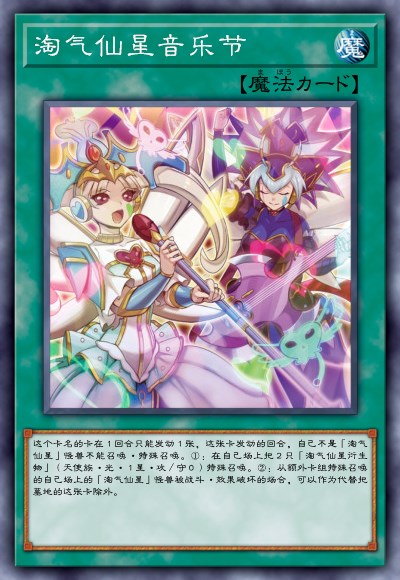 淘气仙星音乐节
魔
【魔法カード】
ま ほう
这个卡名的卡在1回合只能发动1张，这张卡发动的回合，自己不是「淘气
仙星」怪兽不能召唤・特殊召唤。①：在自己场上把2只「淘气仙星衍生
物」（天使族・光・1星・攻／守0）特殊召唤。②：从额外卡组特殊召唤
的自己场上的「淘气仙星」怪兽被战斗・效果破坏的场合，可以作为代替把
墓地的这张卡除外。